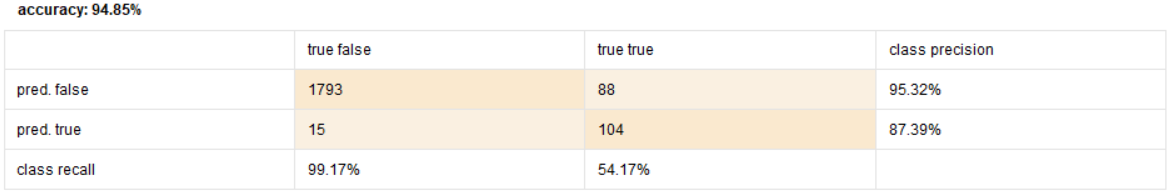 accuracy: 94.85%
true false true true class precision
pred. false 1793 88 95.32%
pred. true 15 104 87.39%
class recall 99.17% 54.17%